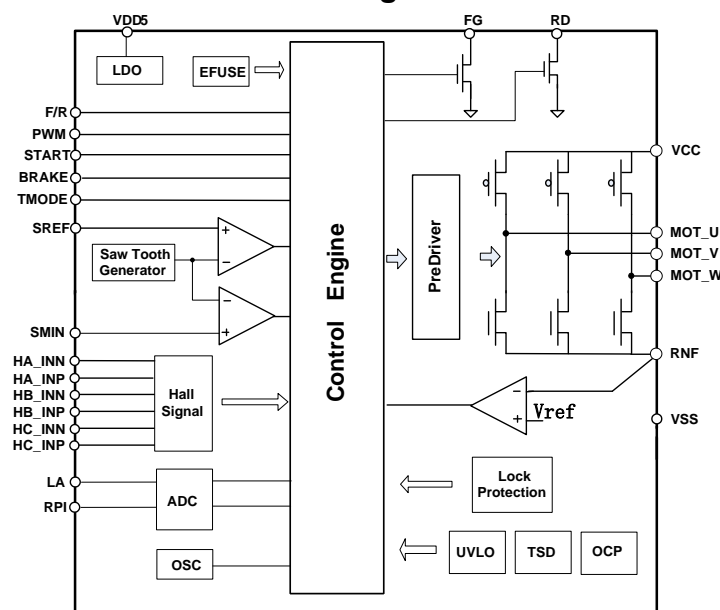 VDD5
FG
RD
LDO
EFUSE
F/R
PWM
START
BRAKE
TMODE
SREF
Saw Tooth
Generator
SMIN
HA_INN
HA_INP
HB_INN
HB_INP
HC_INN
HC_INP
Hall
Signal
LA
RPI
ADC
OSC
Control Engine
PreDriver
VCC
MOT_U
MOT_V
MOT_W
RNF
Vref
VSS
Lock
Protection
UVLO
TSD
OCP